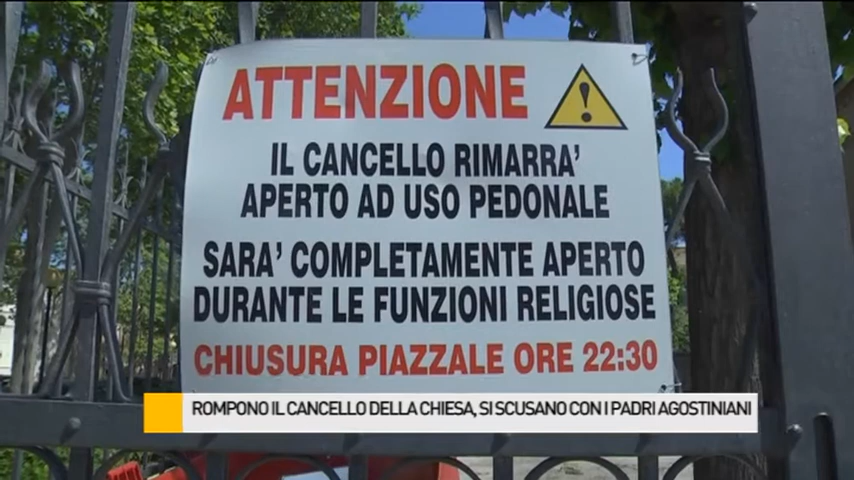 ATTENZIONE
IL CANCELLO RIMARRA'
APERTO AD USO PEDONALE
SARA' COMPLETAMENTE APERTO
DURANTE LE FUNZIONI RELIGIOSE
CHIUSURA PIAZZALE ORE 22:30
ROMPONO IL CANCELLO DELLA CHIESA, SI SCUSANO CON I PADRI AGOSTINIANI